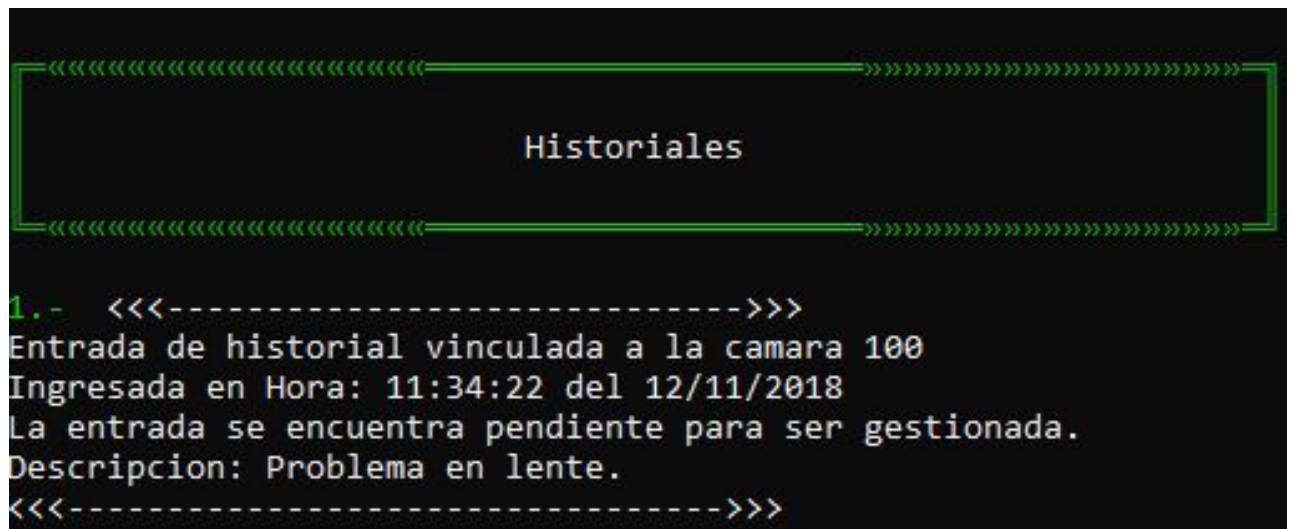 Historiales
1.- <<<----------------------------->>>
Entrada de historial vinculada a la camara 100
Ingresada en Hora: 11:34:22 del 12/11/2018
La entrada se encuentra pendiente para ser gestionada.
Descripcion: Problema en lente.
<<<--------------------------------->>>